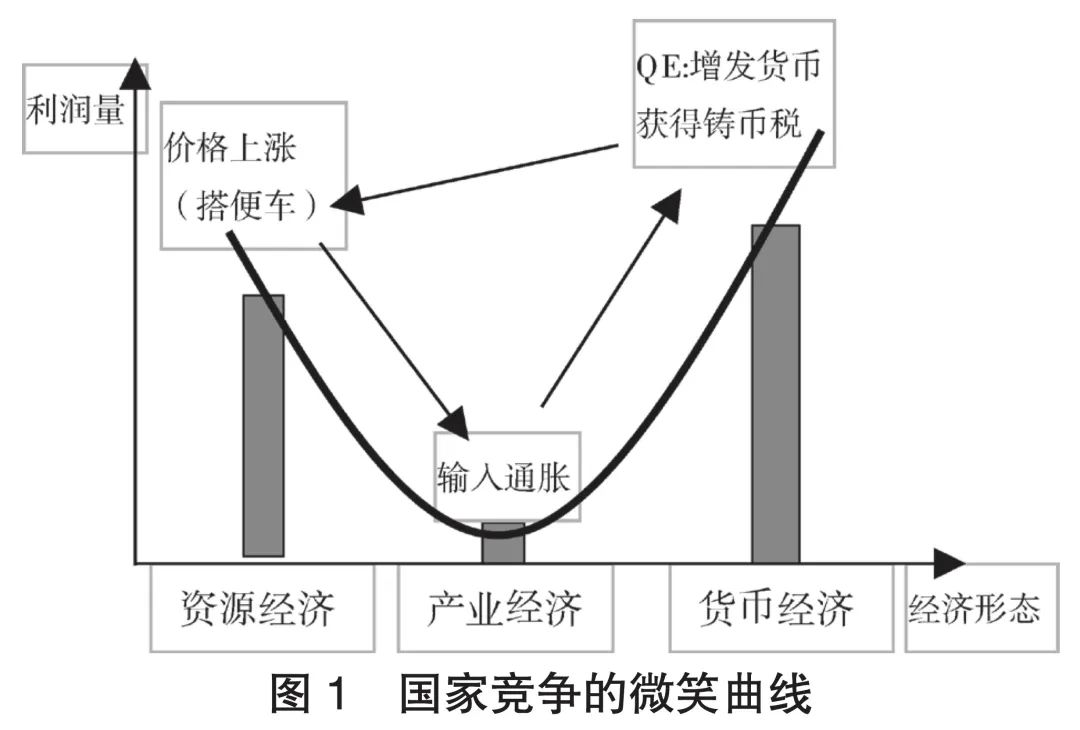 利润量
价格上涨
（搭便车）
QE:增发货币
获得铸币税
输入通胀
资源经济
产业经济
货币经济
经济形态
图 1 国家竞争的微笑曲线